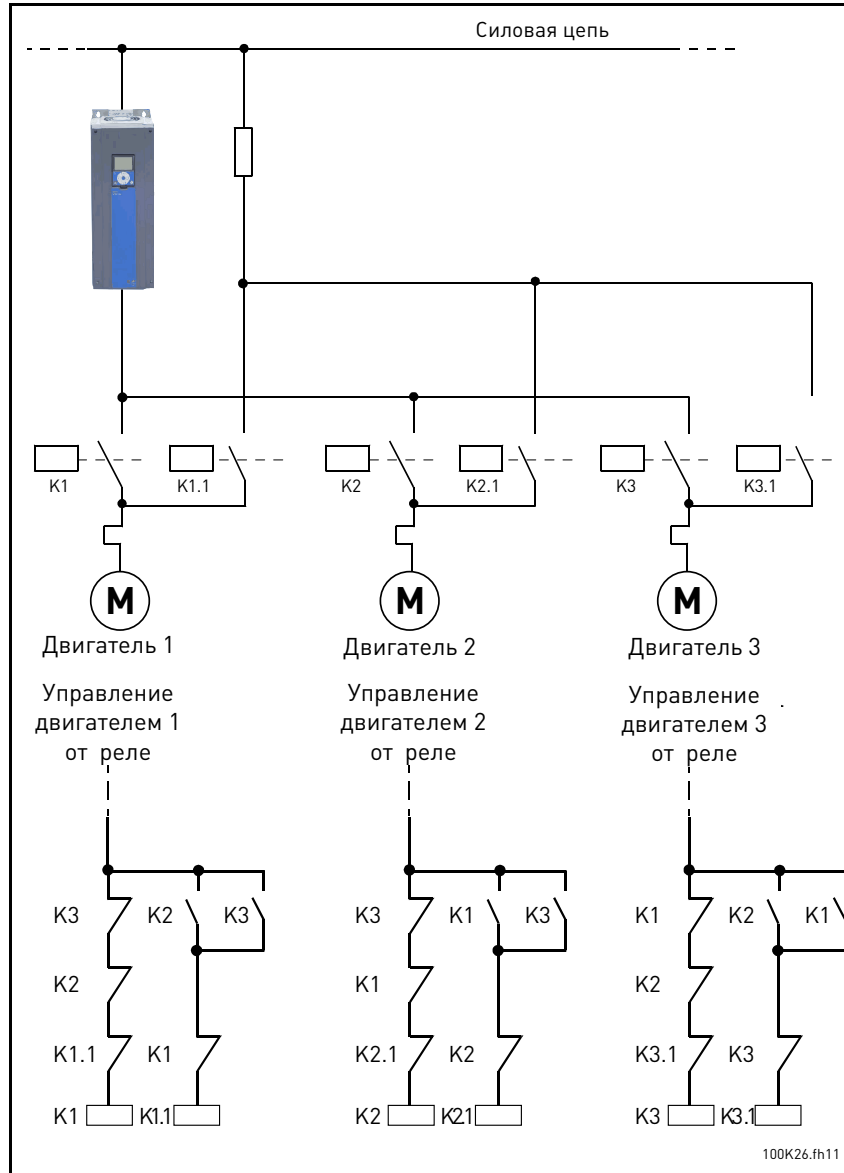 Силовая цепь
K1 K1.1 K2 K2.1 K3 K3.1
M M M
Двигатель 1 Двигатель 2 Двигатель 3
Управление
двигателем 1
от реле
Управление
двигателем 2
от реле
Управление
двигателем 3
от реле
K3 K2 K3 K3 K1 K3 K1 K2 K1
K2 K1 K2
K1.1 K1 K2.1 K2 K3.1 K3
K1 K1.1 K2 K21 K3 K3.1
100K26.fh11